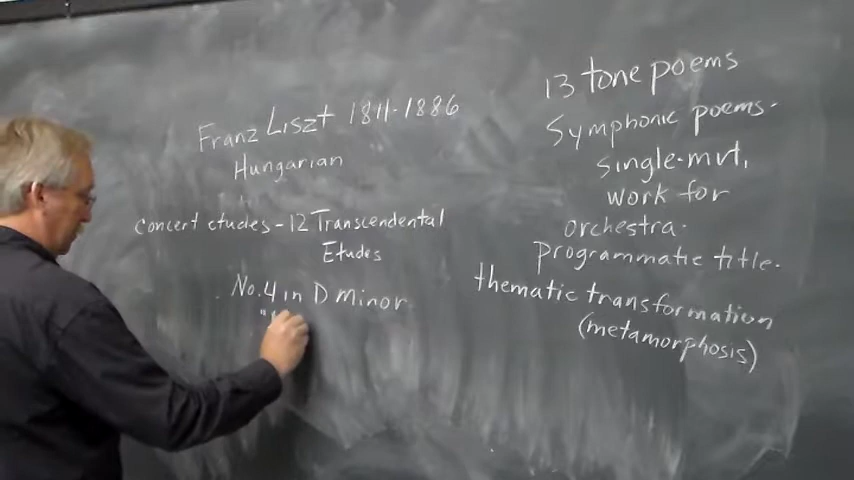 Franz Liszt 1811-1886
Hungarian
concert etudes - 12 Transcendental
Etudes
No. 4 in D minor
13 tone poems
Symphonic poems.
single-mvt.
work for
orchestra.
programmatic title.
thematic transformation
(metamorphosis)